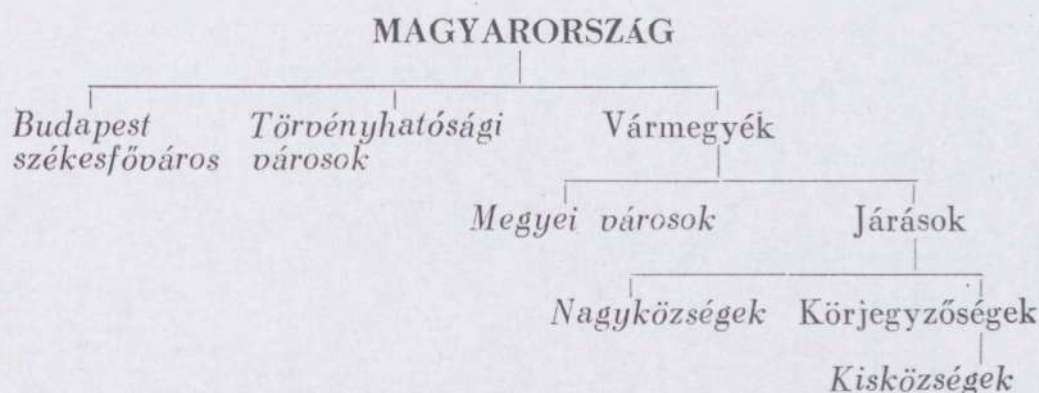 MAGYARORSZÁG
Budapest székesfőváros
Törvényhatósági városok
Vármegyék
Megyei városok
Járások
Nagyközségek
Körjegyzőségek
Kisközségek